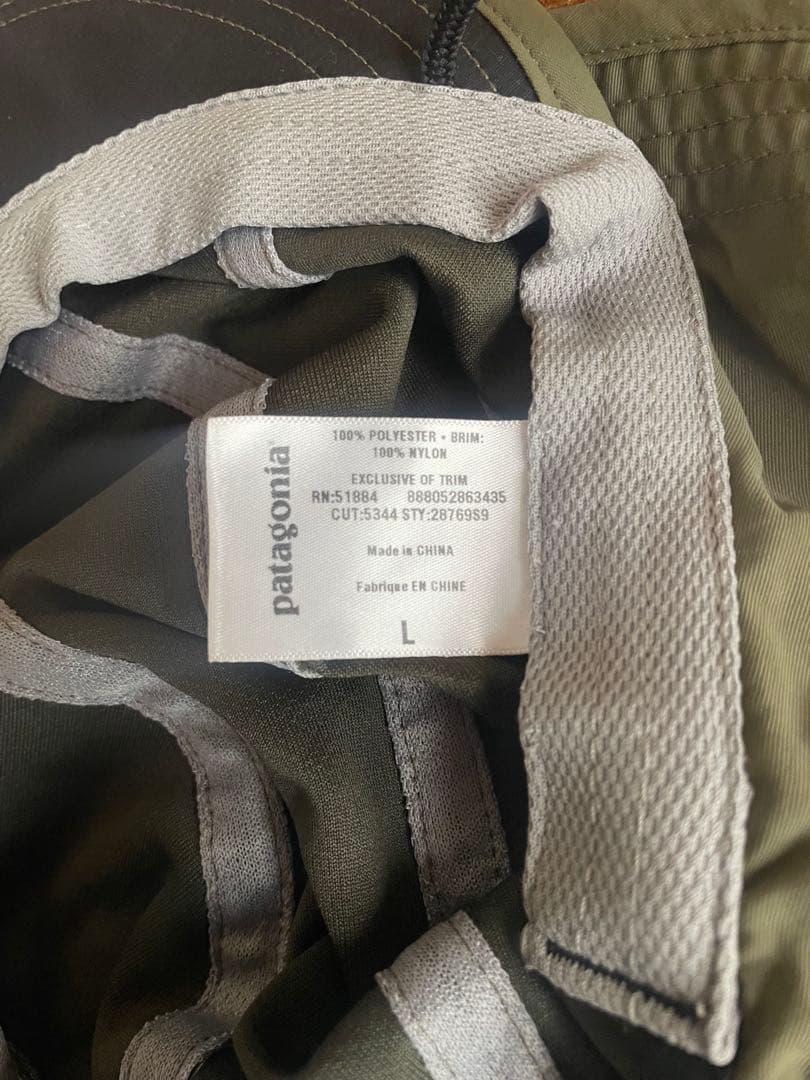 patagonia®
100% POLYESTER • BRIM:
100% NYLON
EXCLUSIVE OF TRIM
RN:51884 888052863435
CUT:5344 STY:28769S9
Made in CHINA
Fabrique EN CHINE
L